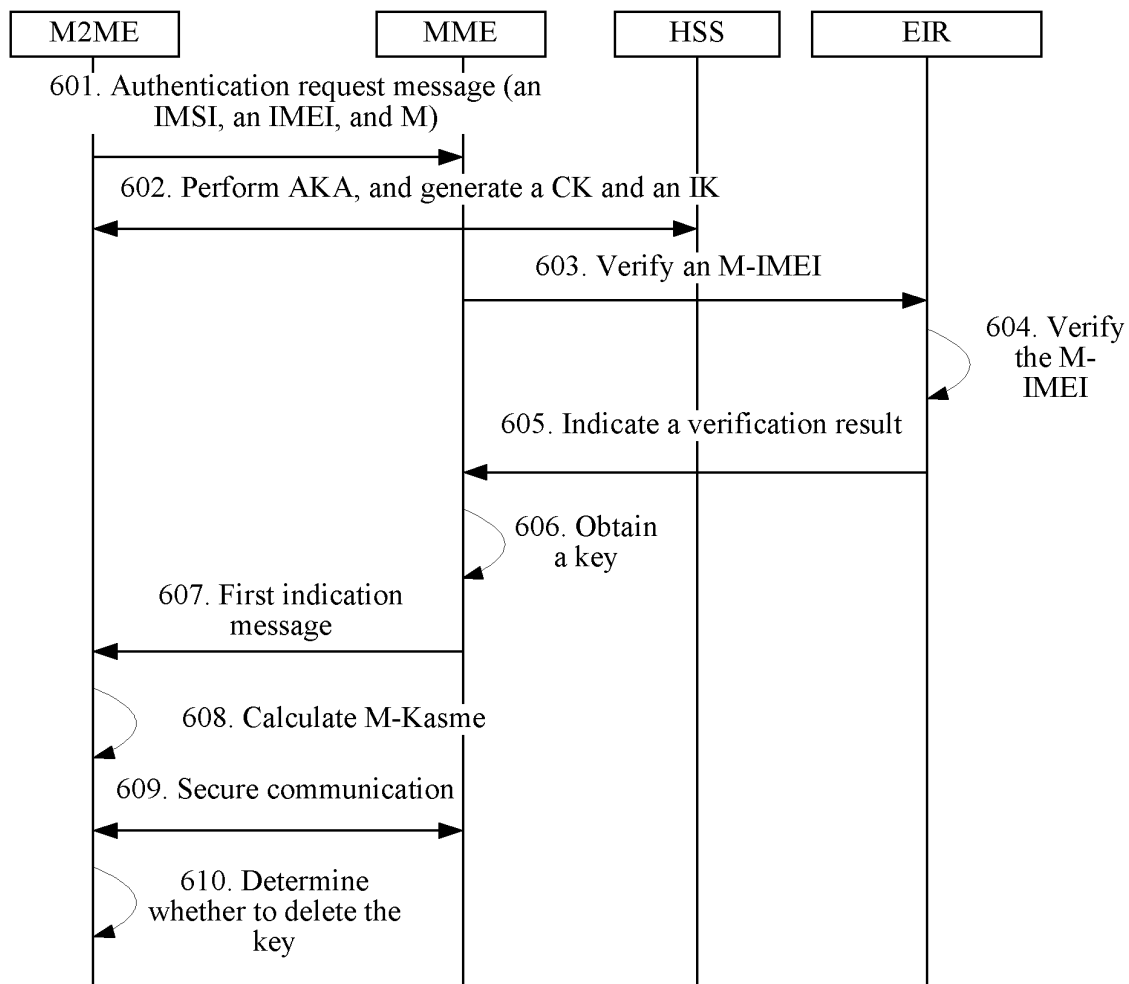 M2ME
MME
HSS
EIR
601. Authentication request message (an
IMSI, an IMEI, and M)
602. Perform AKA, and generate a CK and an IK
603. Verify an M-IMEI
604. Verify
the M-
IMEI
605. Indicate a verification result
606. Obtain
a key
607. First indication
message
608. Calculate M-Kasme
609. Secure communication
610. Determine
whether to delete the
key